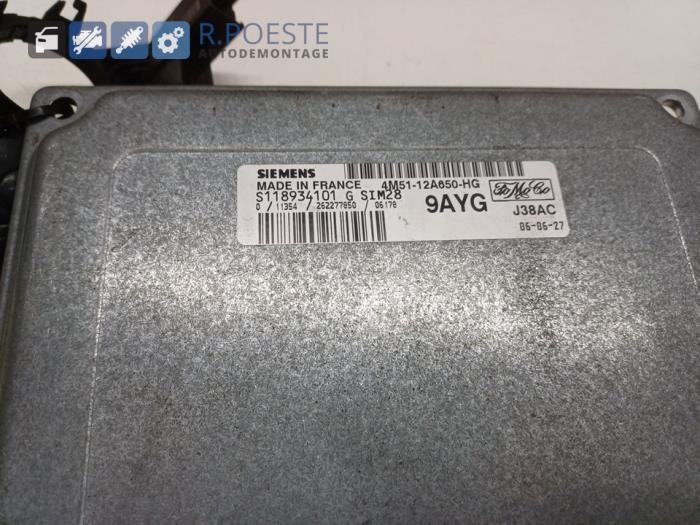 R.POESTE
AUTODEMONTAGE
SIEMENS
MADE IN FRANCE 4M51-12A650-HG
S118934101 G SIM28
0 / 11354 / 262277850 / 06178
9AYG
FoMoCo
J38AC
06-06-27